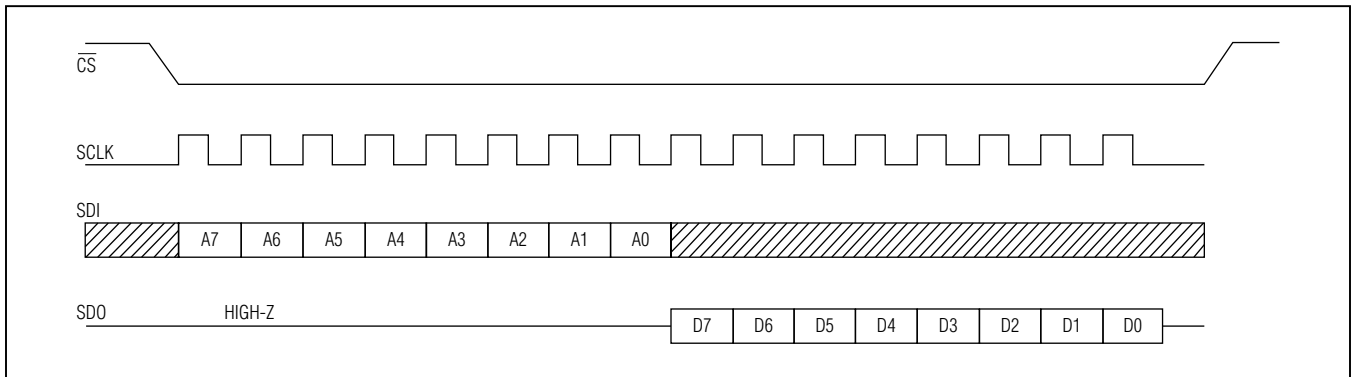 C̅S̅
SCLK
SDI
A7 A6 A5 A4 A3 A2 A1 A0
SDO
HIGH-Z
D7 D6 D5 D4 D3 D2 D1 D0